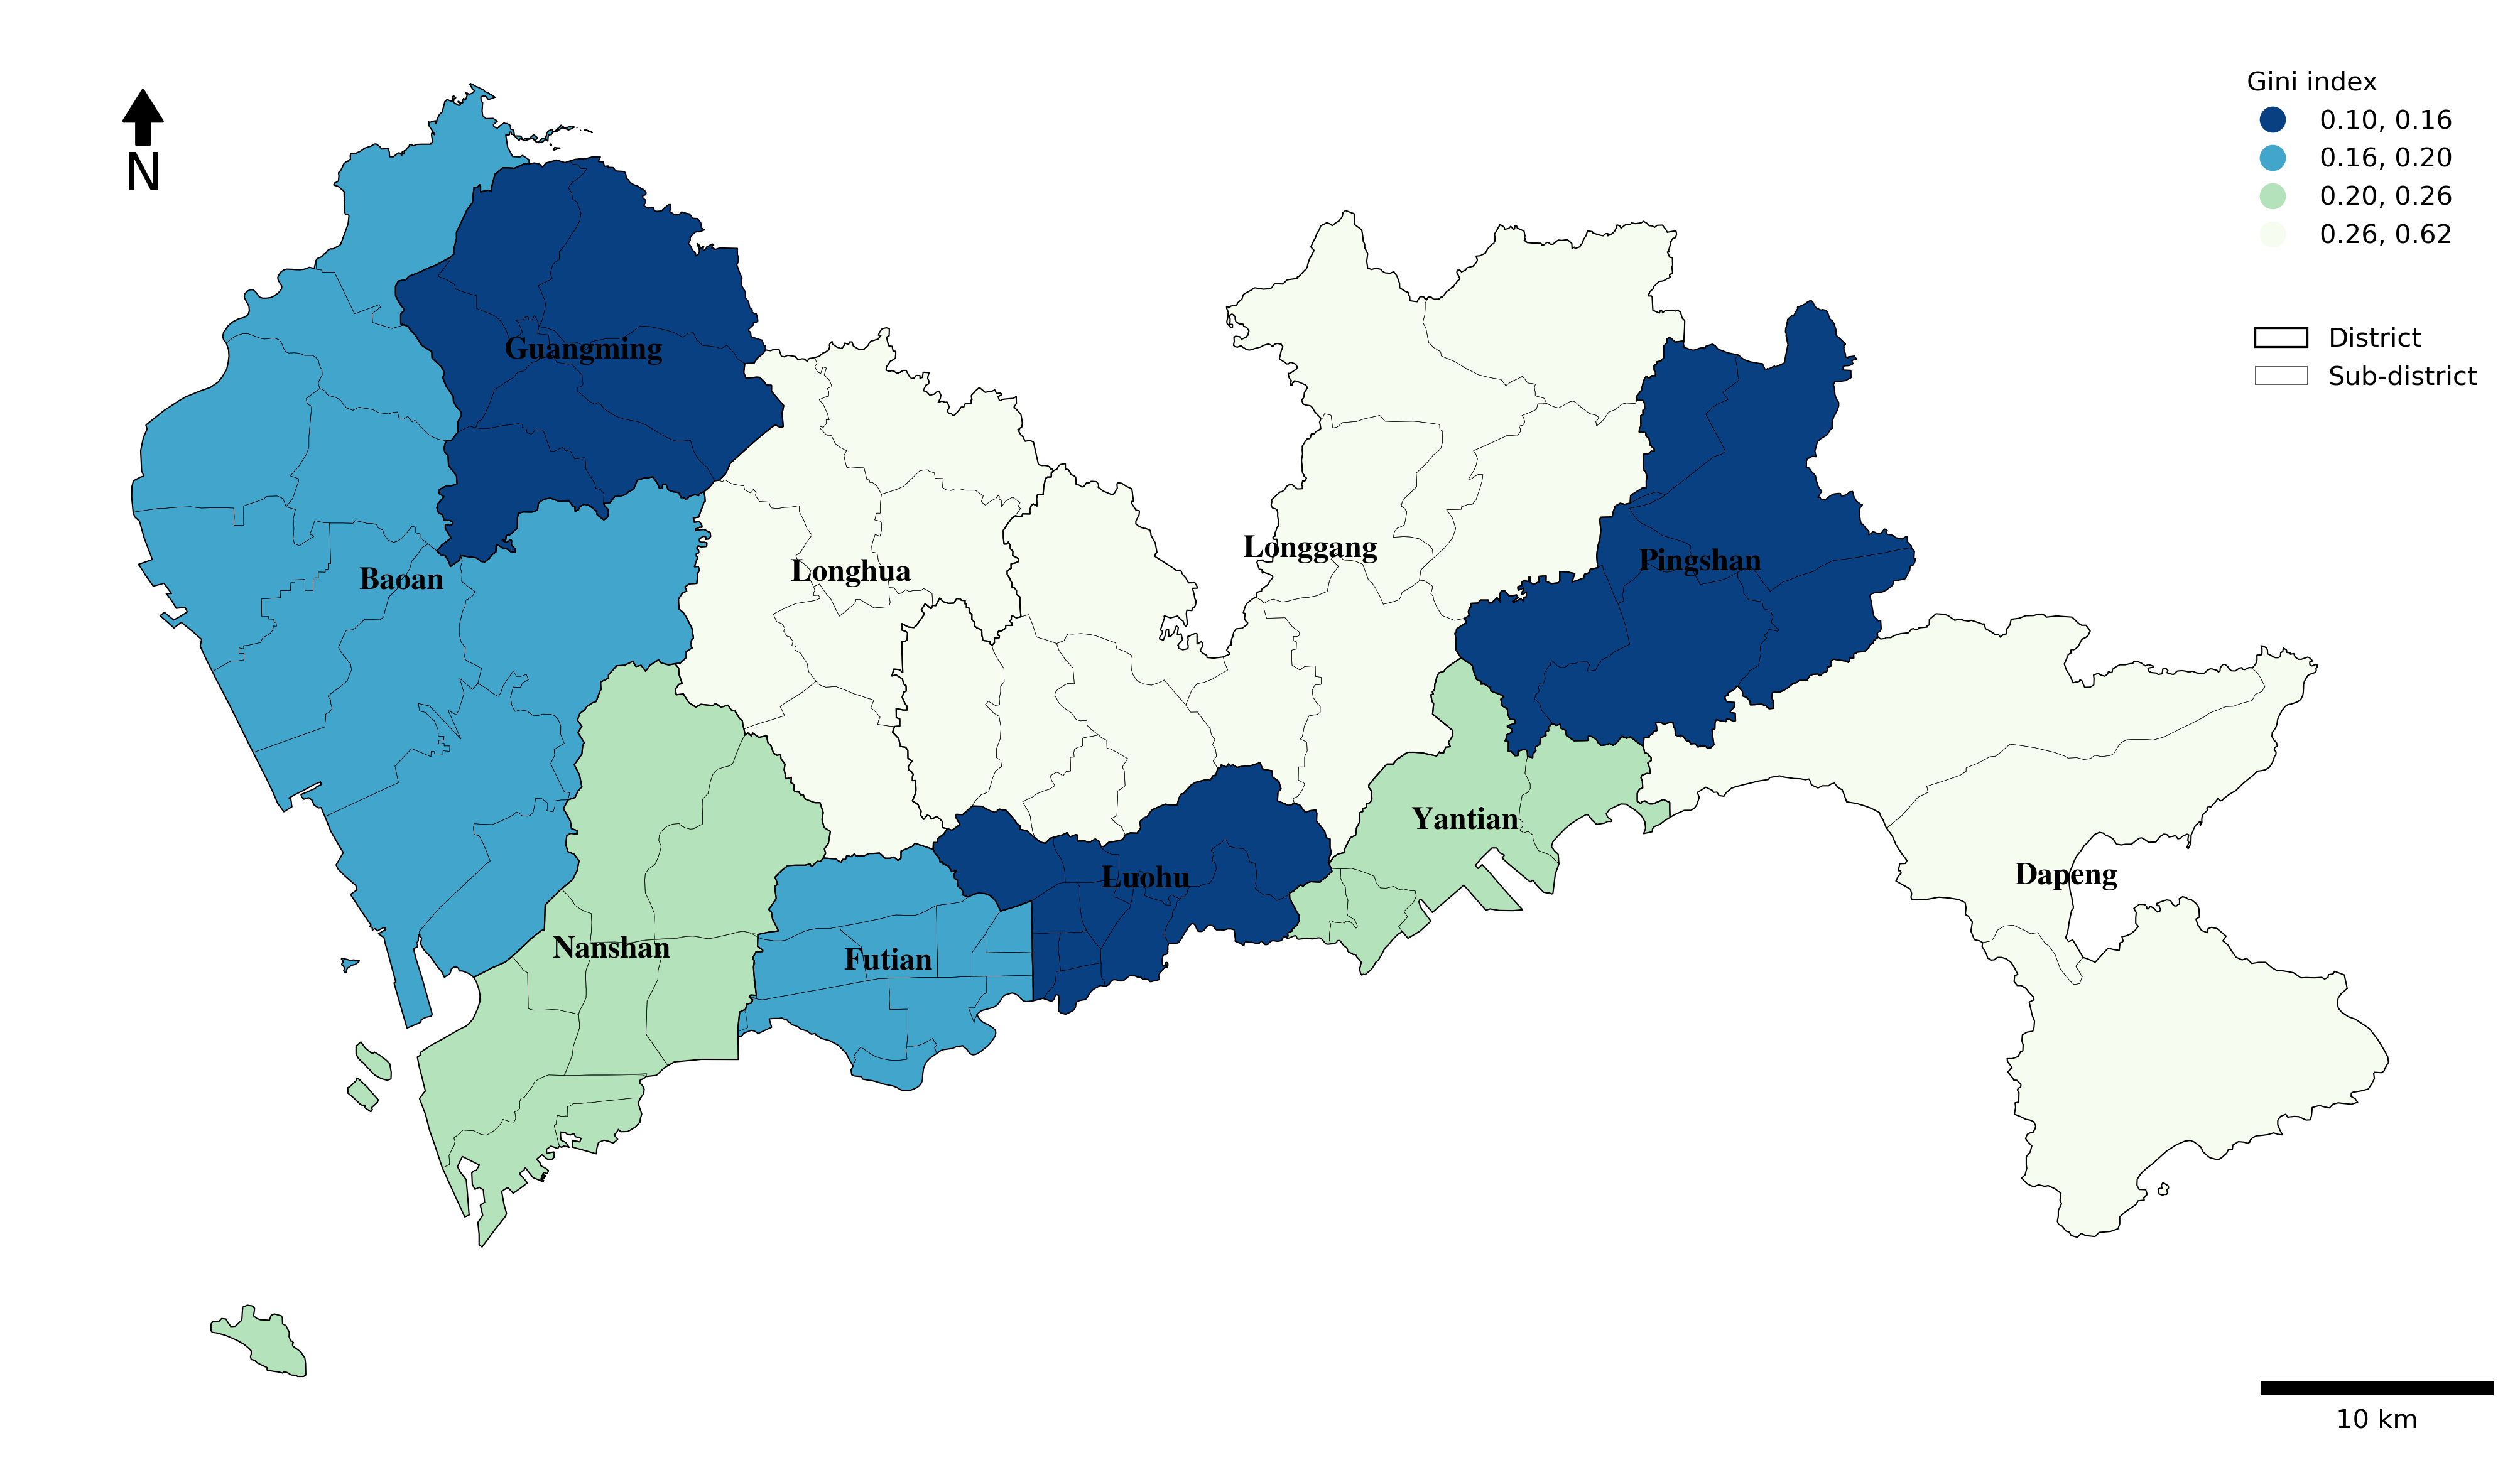 N
Gini index
0.10, 0.16
0.16, 0.20
0.20, 0.26
0.26, 0.62
District
Sub-district
Guangming
Longgang
Pingshan
Longhua
Baoan
Yantian
Dapeng
Luohu
Nanshan
Futian
10 km